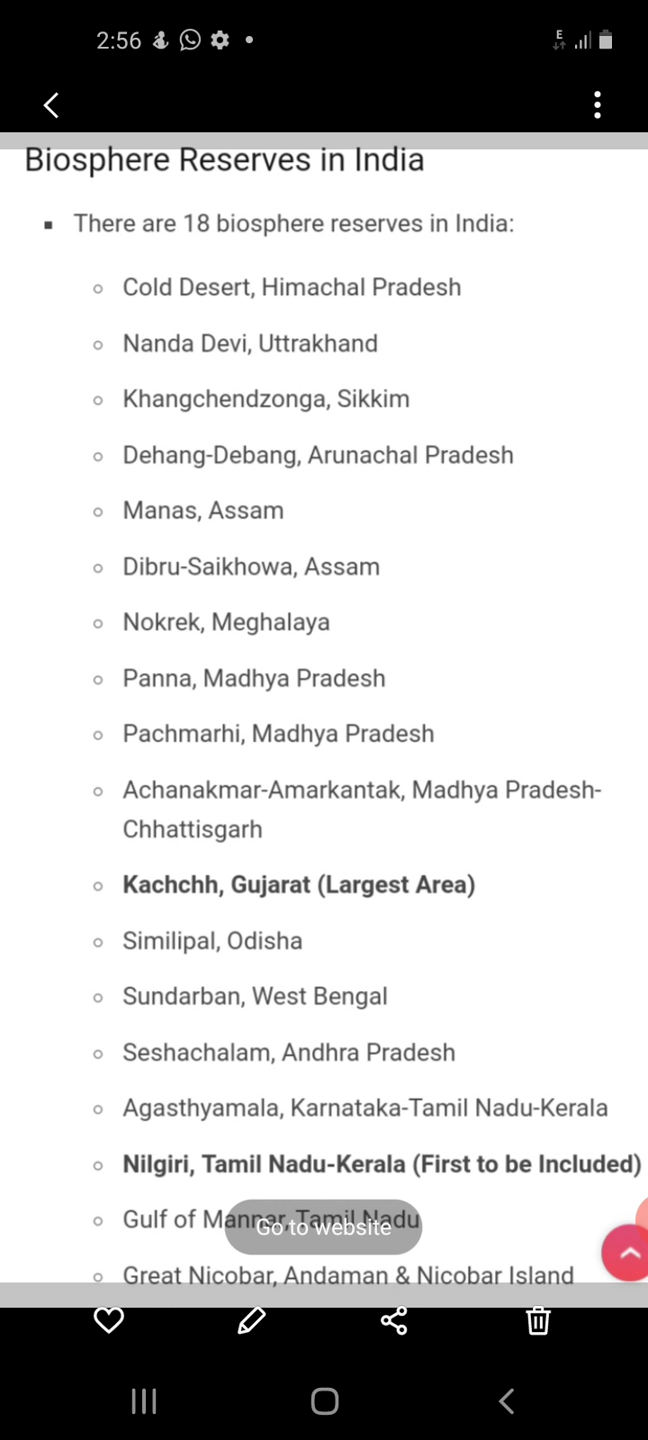 2:56
E
Biosphere Reserves in India
▪ There are 18 biosphere reserves in India:
○ Cold Desert, Himachal Pradesh
○ Nanda Devi, Uttrakhand
○ Khangchendzonga, Sikkim
○ Dehang-Debang, Arunachal Pradesh
○ Manas, Assam
○ Dibru-Saikhowa, Assam
○ Nokrek, Meghalaya
○ Panna, Madhya Pradesh
○ Pachmarhi, Madhya Pradesh
○ Achanakmar-Amarkantak, Madhya Pradesh-
Chhattisgarh
○ Kachchh, Gujarat (Largest Area)
○ Similipal, Odisha
○ Sundarban, West Bengal
○ Seshachalam, Andhra Pradesh
○ Agasthyamala, Karnataka-Tamil Nadu-Kerala
○ Nilgiri, Tamil Nadu-Kerala (First to be Included)
○ Gulf of Mannar, Tamil Nadu
Go to website
○ Great Nicobar, Andaman & Nicobar Island